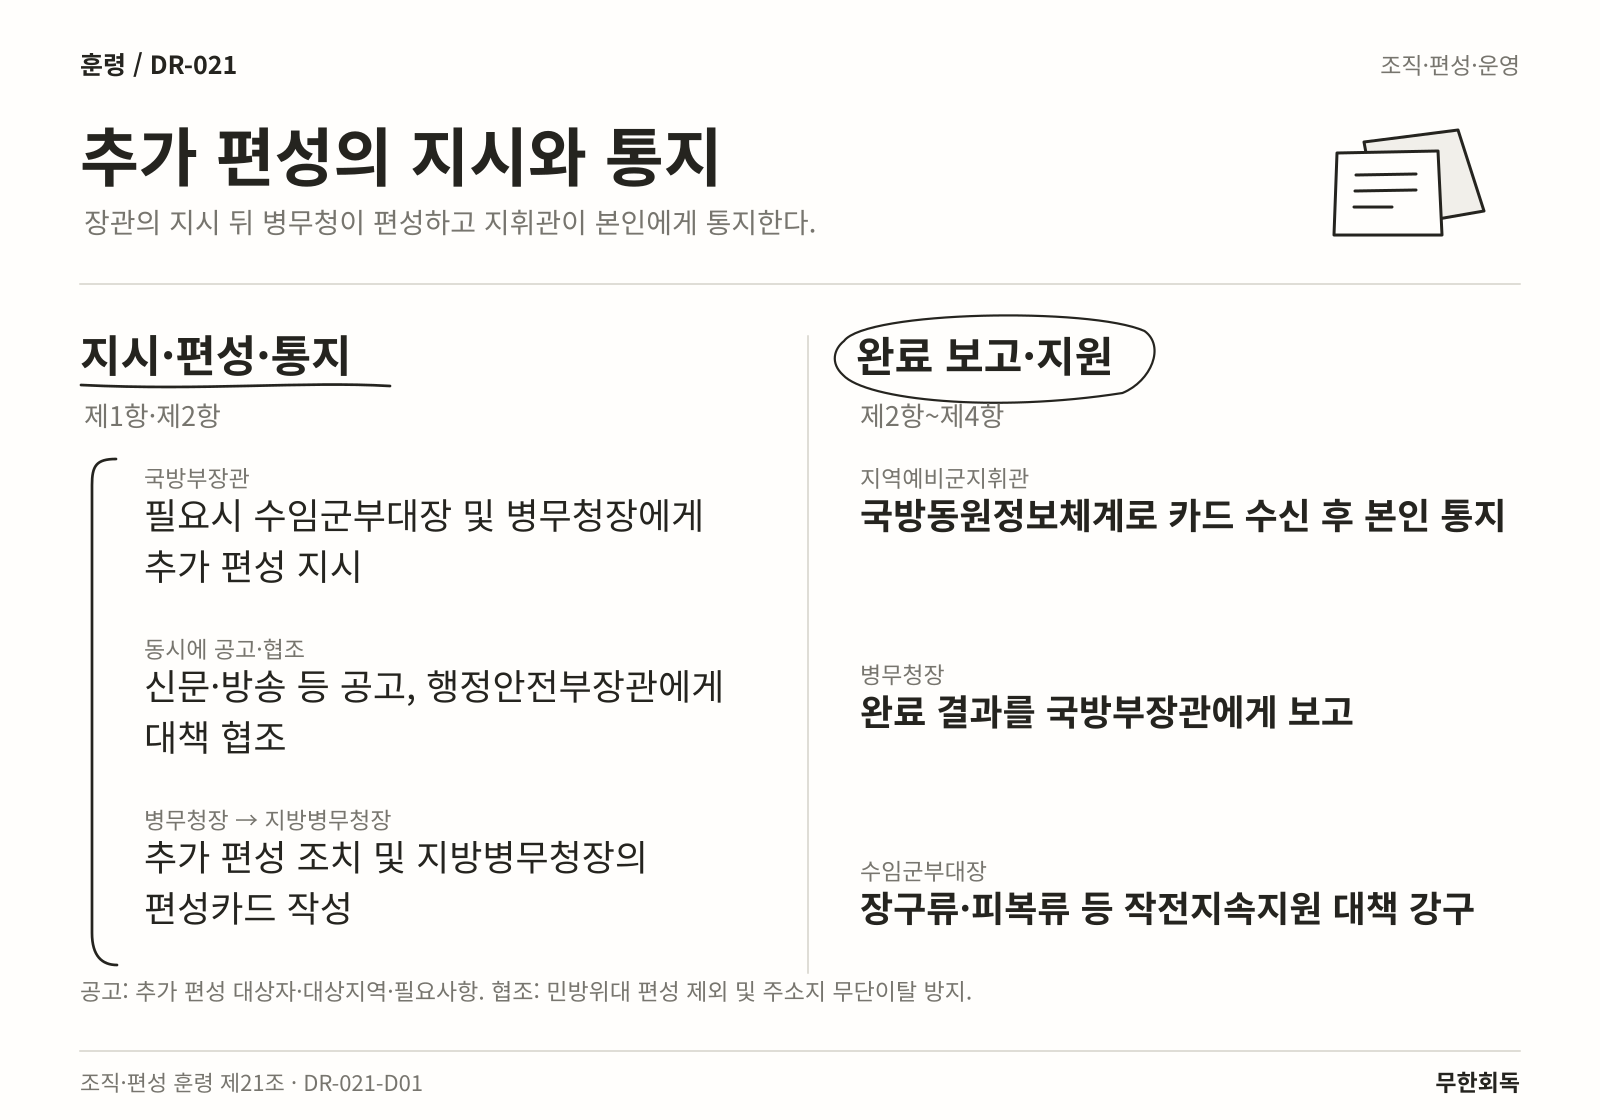 훈령 / DR-021
조직·편성·운영
추가 편성의 지시와 통지
장관의 지시 뒤 병무청이 편성하고 지휘관이 본인에게 통지한다.
지시·편성·통지
제1항·제2항
국방부장관
필요시 수임군부대장 및 병무청장에게
추가 편성 지시
동시에 공고·협조
신문·방송 등 공고, 행정안전부장관에게
대책 협조
병무청장 → 지방병무청장
추가 편성 조치 및 지방병무청장의
편성카드 작성
완료 보고·지원
제2항~제4항
지역예비군지휘관
국방동원정보체계로 카드 수신 후 본인 통지
병무청장
완료 결과를 국방부장관에게 보고
수임군부대장
장구류·피복류 등 작전지속지원 대책 강구
공고: 추가 편성 대상자·대상지역·필요사항. 협조: 민방위대 편성 제외 및 주소지 무단이탈 방지.
조직·편성 훈령 제21조 · DR-021-D01
무한회독